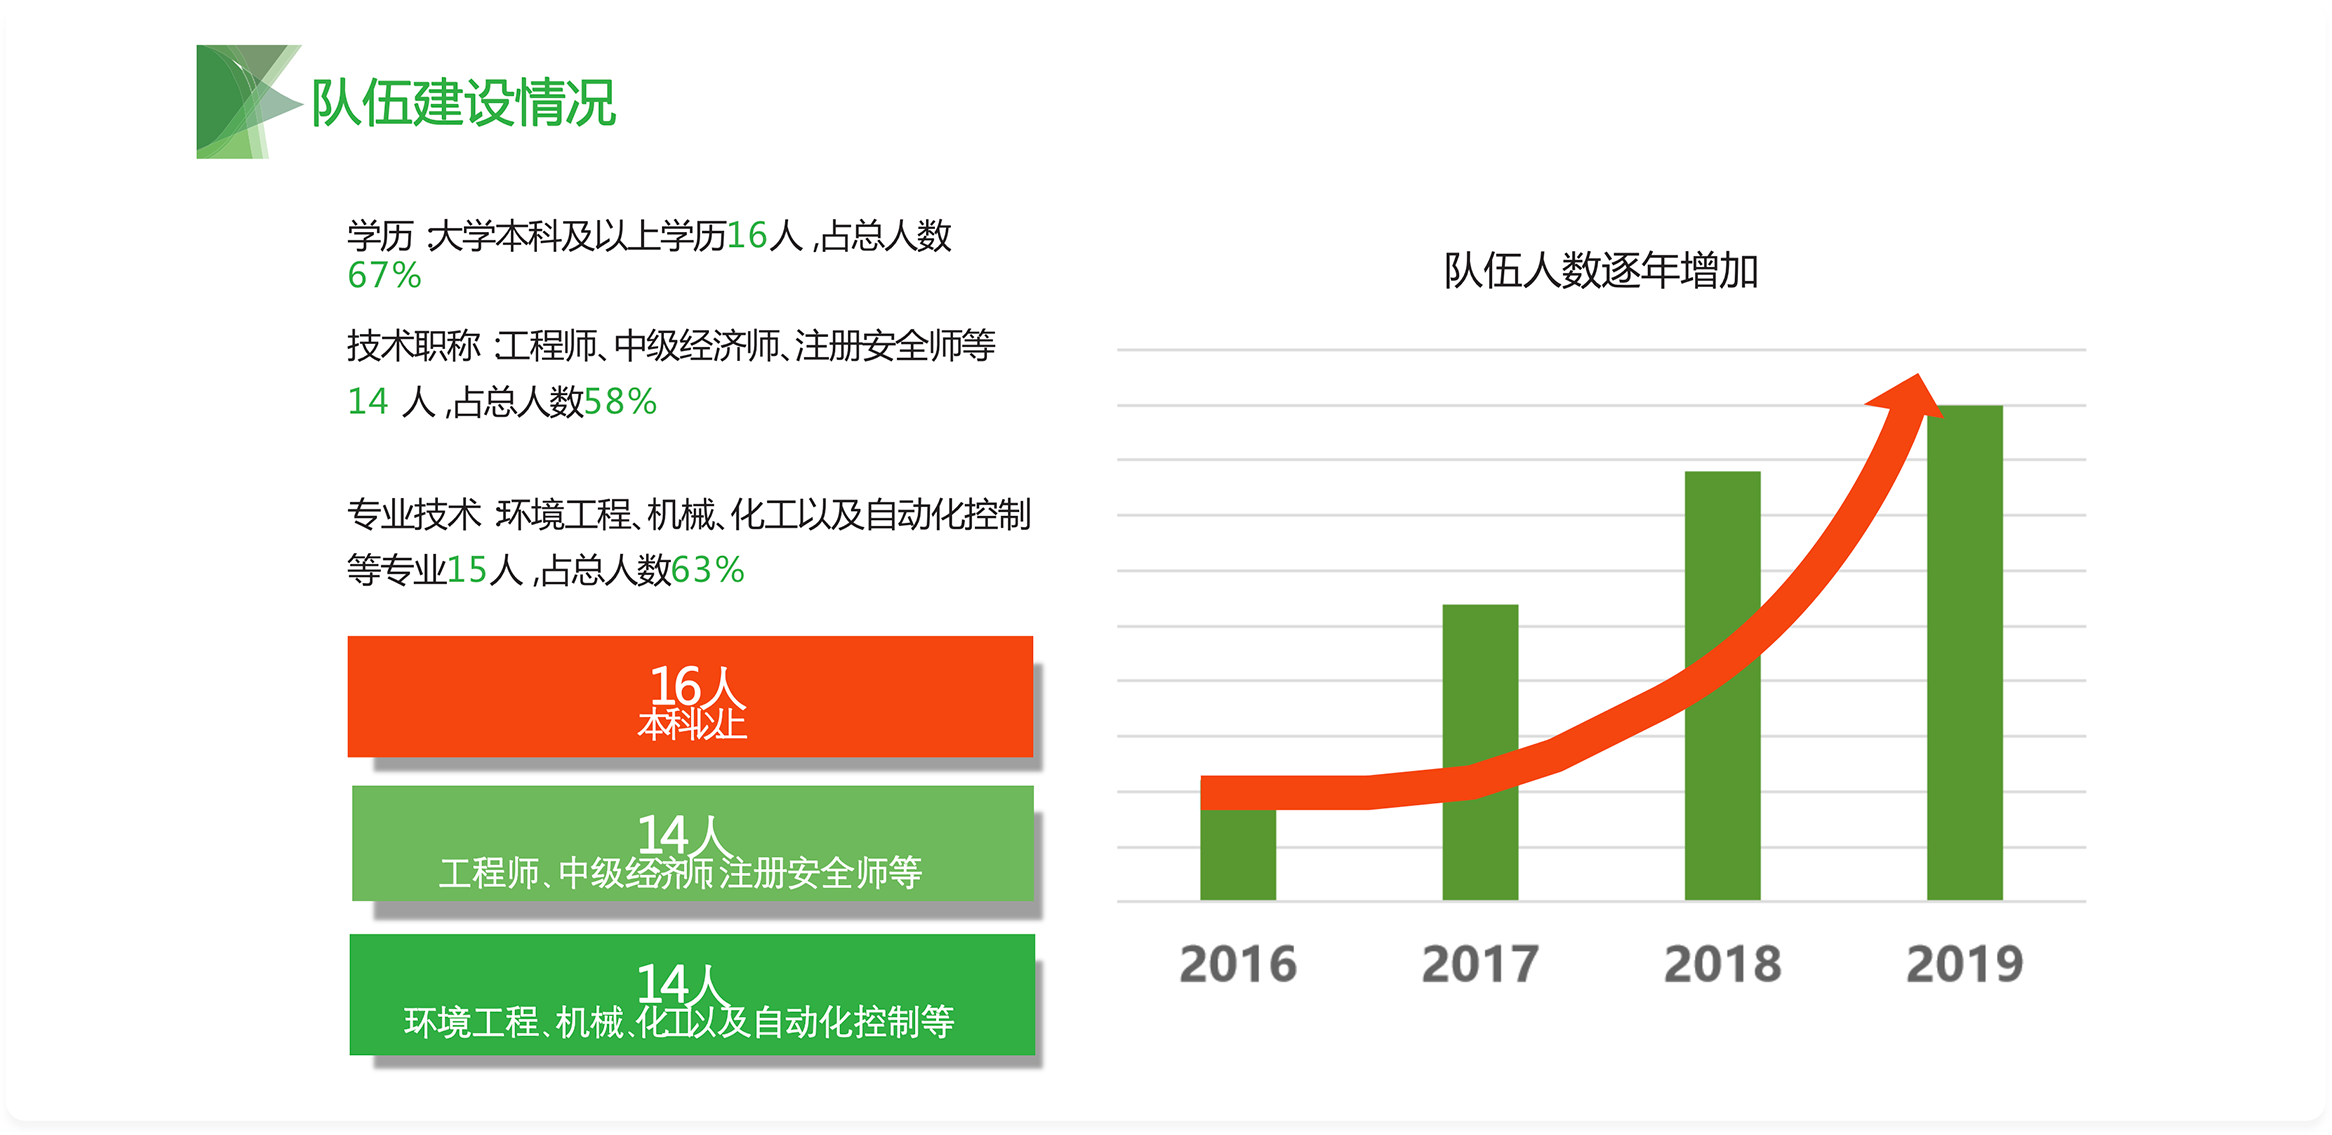 队伍建设情况
学历：大学本科及以上学历16人，占总人数
67%
技术职称：工程师、中级经济师、注册安全师等
14 人，占总人数58%
专业技术：环境工程、机械、化工以及自动化控制
等专业15人，占总人数63%
16人
本科以上
14人
工程师、中级经济师、注册安全师等
14人
环境工程、机械、化工以及自动化控制等
队伍人数逐年增加
2016 2017 2018 2019